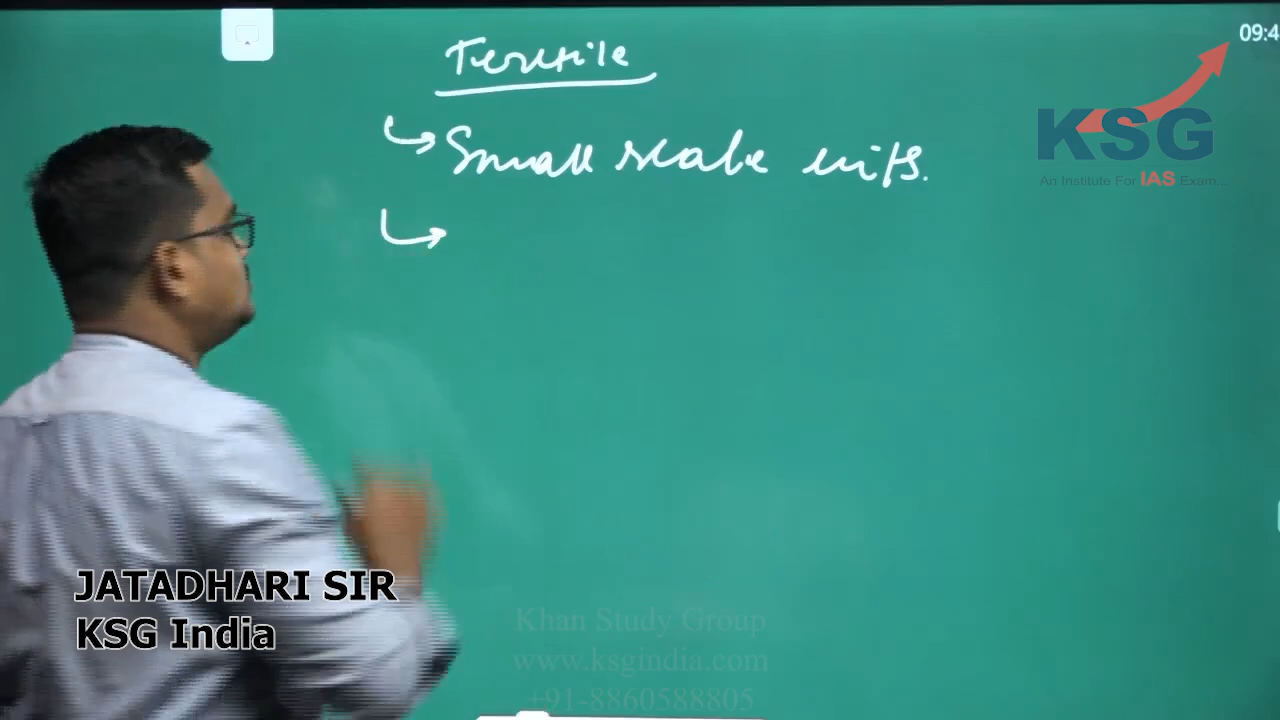 09:4
Textile
KSG
An Institute For IAS Exam...
Small scale units.
JATADHARI SIR
KSG India
Khan Study Group
www.ksgindia.com
+91-8860588805